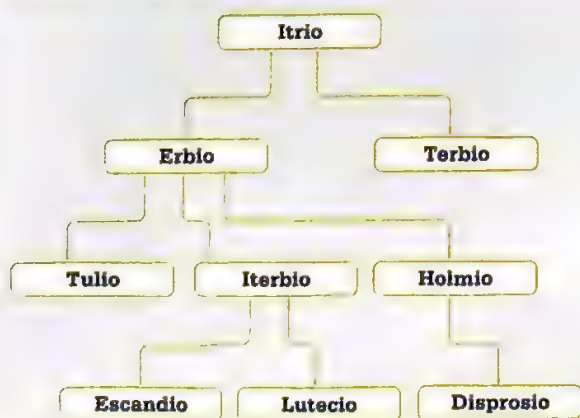 Itrio
Erbio
Terbio
Tulio
Iterbio
Holmio
Escandio
Lutecio
Disprosio